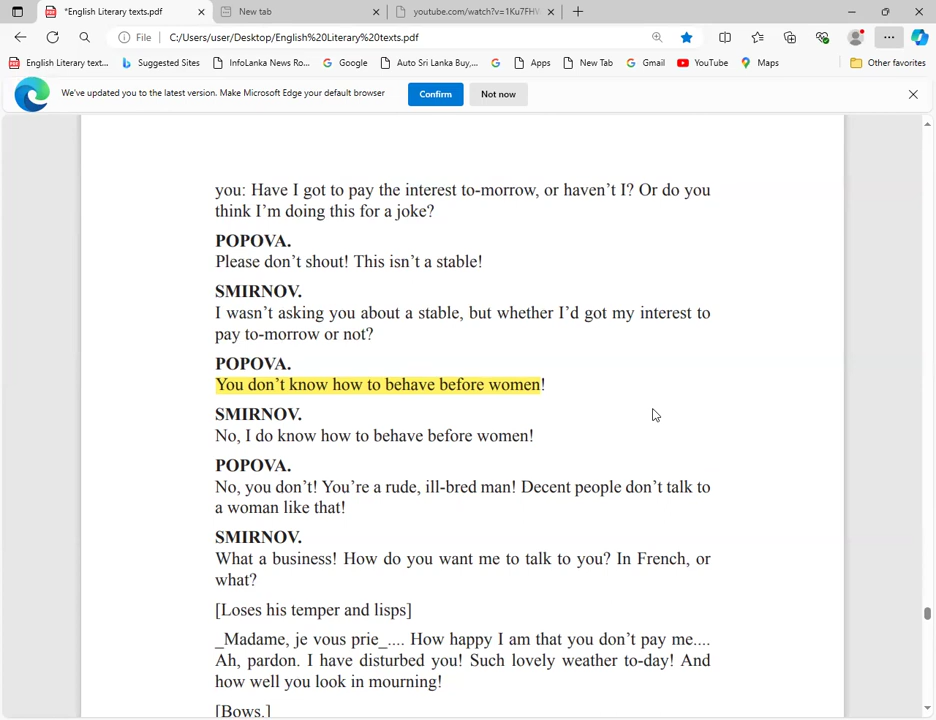 *English Literary texts.pdf
New tab
youtube.com/watch?v=1Ku7FHV
File C:/Users/user/Desktop/English%20Literary%20texts.pdf
English Literary text... Suggested Sites InfoLanka News Ro... Google Auto Sri Lanka Buy,... Apps New Tab Gmail YouTube Maps Other favorites
We've updated you to the latest version. Make Microsoft Edge your default browser Confirm Not now
you: Have I got to pay the interest to-morrow, or haven't I? Or do you
think I'm doing this for a joke?
POPOVA.
Please don't shout! This isn't a stable!
SMIRNOV.
I wasn't asking you about a stable, but whether I'd got my interest to
pay to-morrow or not?
POPOVA.
You don't know how to behave before women!
SMIRNOV.
No, I do know how to behave before women!
POPOVA.
No, you don't! You're a rude, ill-bred man! Decent people don't talk to
a woman like that!
SMIRNOV.
What a business! How do you want me to talk to you? In French, or
what?
[Loses his temper and lisps]
_Madame, je vous prie_.... How happy I am that you don't pay me....
Ah, pardon. I have disturbed you! Such lovely weather to-day! And
how well you look in mourning!
[Bows.]